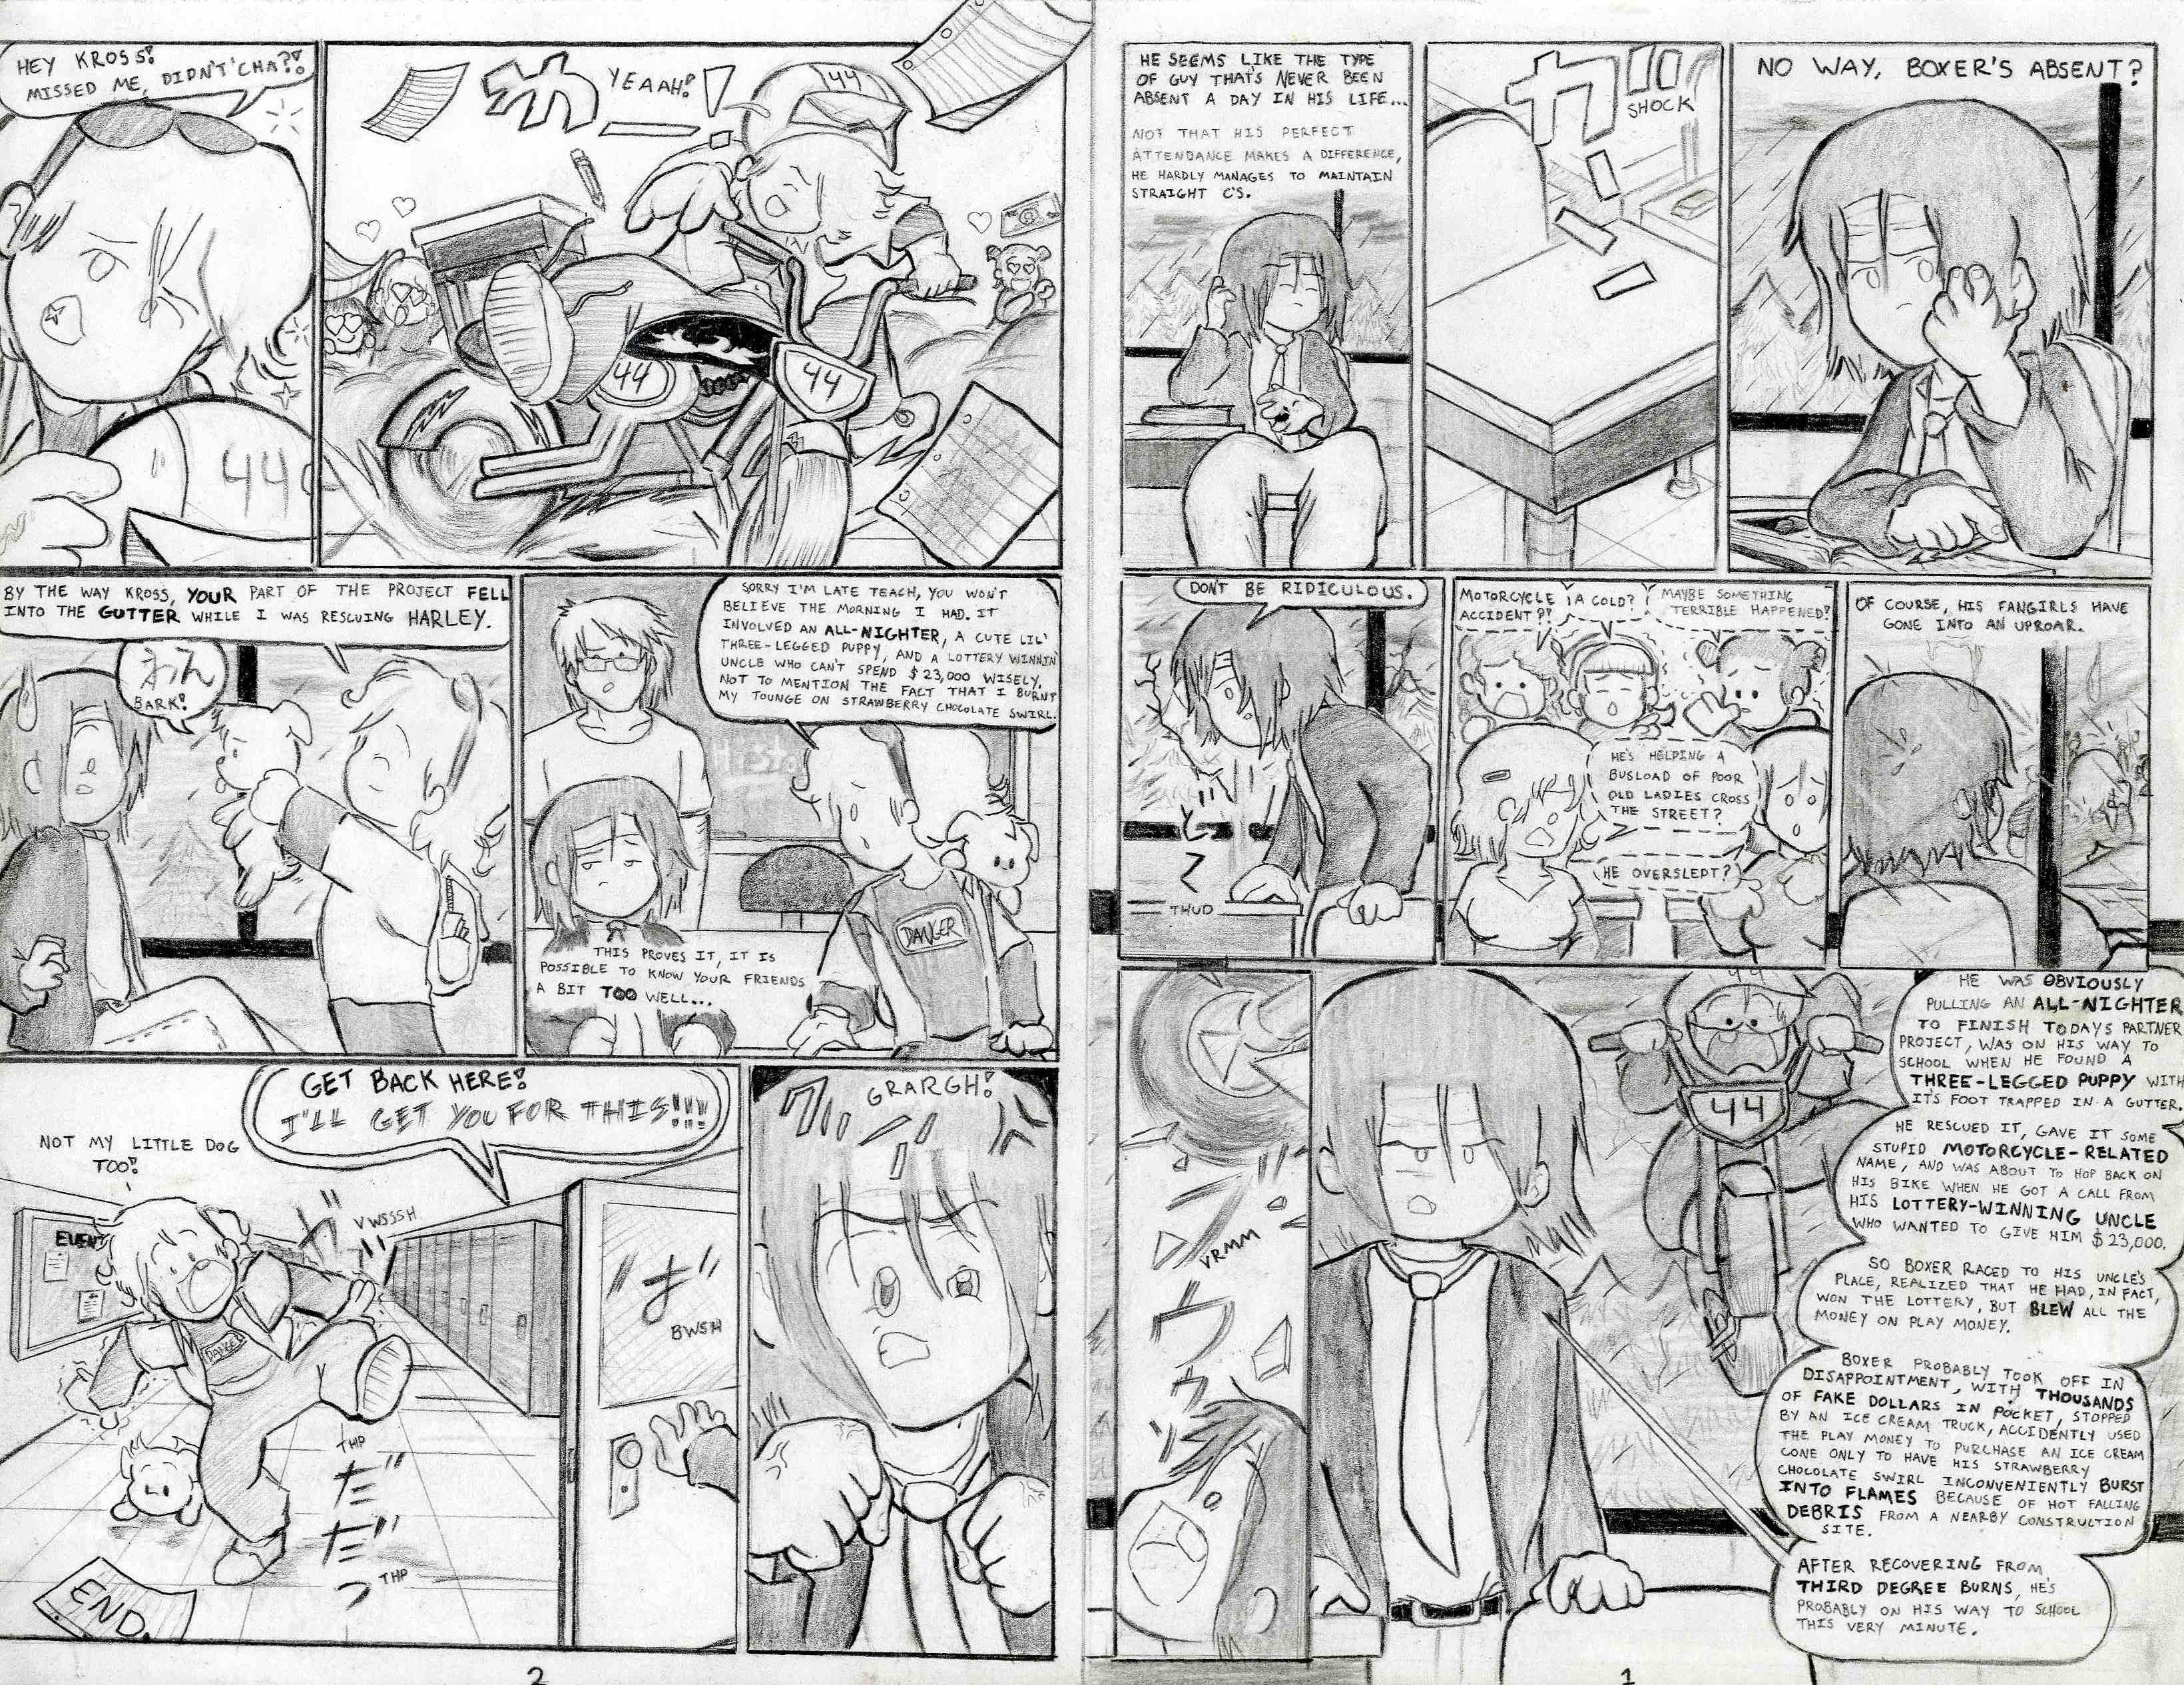 NO WAY, BOXER'S ABSENT?
ガ
SHOCK
HE SEEMS LIKE THE TYPE
OF GUY THAT'S NEVER BEEN
ABSENT A DAY IN HIS LIFE...
NOT THAT HIS PERFECT
ATTENDANCE MAKES A DIFFERENCE,
HE HARDLY MANAGES TO MAINTAIN
STRAIGHT C'S.
OF COURSE, HIS FANGIRLS HAVE
GONE INTO AN UPROAR.
MAYBE SOMETHING
TERRIBLE HAPPENED?
A COLD?
MOTORCYCLE
ACCIDENT?!
HE'S HELPING A
BUSLOAD OF POOR
OLD LADIES CROSS
THE STREET?
HE OVERSLEPT?
DON'T BE RIDICULOUS.
THUD
HE WAS OBVIOUSLY
PULLING AN ALL-NIGHTER
TO FINISH TODAYS PARTNER
PROJECT, WAS ON HIS WAY TO
SCHOOL WHEN HE FOUND A
THREE-LEGGED PUPPY WITH
IT'S FOOT TRAPPED IN A GUTTER.
HE RESCUED IT, GAVE IT SOME
STUPID MOTORCYCLE-RELATED
NAME, AND WAS ABOUT TO HOP BACK ON
HIS BIKE WHEN HE GOT A CALL FROM
HIS LOTTERY-WINNING UNCLE
WHO WANTED TO GIVE HIM $23,000.
SO BOXER RACED TO HIS UNCLE'S
PLACE, REALIZED THAT HE HAD, IN FACT,
WON THE LOTTERY, BUT BLEW ALL THE
MONEY ON PLAY MONEY.
BOXER PROBABLY TOOK OFF IN
DISAPPOINTMENT, WITH THOUSANDS
OF FAKE DOLLARS IN POCKET, STOPPED
BY AN ICE CREAM TRUCK, ACCIDENTLY USED
THE PLAY MONEY TO PURCHASE AN ICE CREAM
CONE ONLY TO HAVE HIS STRAWBERRY
CHOCOLATE SWIRL INCONVENIENTLY BURST
INTO FLAMES BECAUSE OF HOT FALLING
DEBRIS FROM A NEARBY CONSTRUCTION
SITE.
AFTER RECOVERING FROM
THIRD DEGREE BURNS, HE'S
PROBABLY ON HIS WAY TO SCHOOL
THIS VERY MINUTE.
44
44
VRMM
1
YEAAH!
44
44
44
HEY KROSS!
MISSED ME, DIDN'T'CHA?!
44
SORRY I'M LATE TEACH, YOU WON'T
BELIEVE THE MORNING I HAD. IT
INVOLVED AN ALL-NIGHTER, A CUTE LIL'
THREE-LEGGED PUPPY, AND A LOTTERY WINNIN'
UNCLE WHO CAN'T SPEND $23,000 WISELY,
NOT TO MENTION THE FACT THAT I BURNT
MY TOUNGE ON STRAWBERRY CHOCOLATE SWIRL.
DANGER
THIS PROVES IT, IT IS
POSSIBLE TO KNOW YOUR FRIENDS
A BIT TOO WELL...
BY THE WAY KROSS, YOUR PART OF THE PROJECT FELL
INTO THE GUTTER WHILE I WAS RESCUING HARLEY.
わん
BARK!
GRARGH!
GET BACK HERE!
I'LL GET YOU FOR THIS!!!
NOT MY LITTLE DOG
TOO!
VWSSSH
BWSH
EVENT
DANGER
THP
だ
だ
っ
THP
END.
2